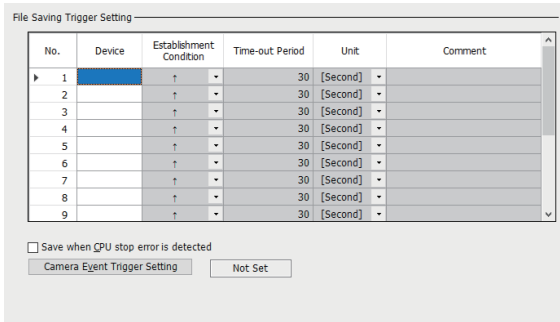 File Saving Trigger Setting
No. Device Establishment Condition Time-out Period Unit Comment
1 ↑ 30 [Second]
2 ↑ 30 [Second]
3 ↑ 30 [Second]
4 ↑ 30 [Second]
5 ↑ 30 [Second]
6 ↑ 30 [Second]
7 ↑ 30 [Second]
8 ↑ 30 [Second]
9 ↑ 30 [Second]
Save when CPU stop error is detected
Camera Event Trigger Setting Not Set